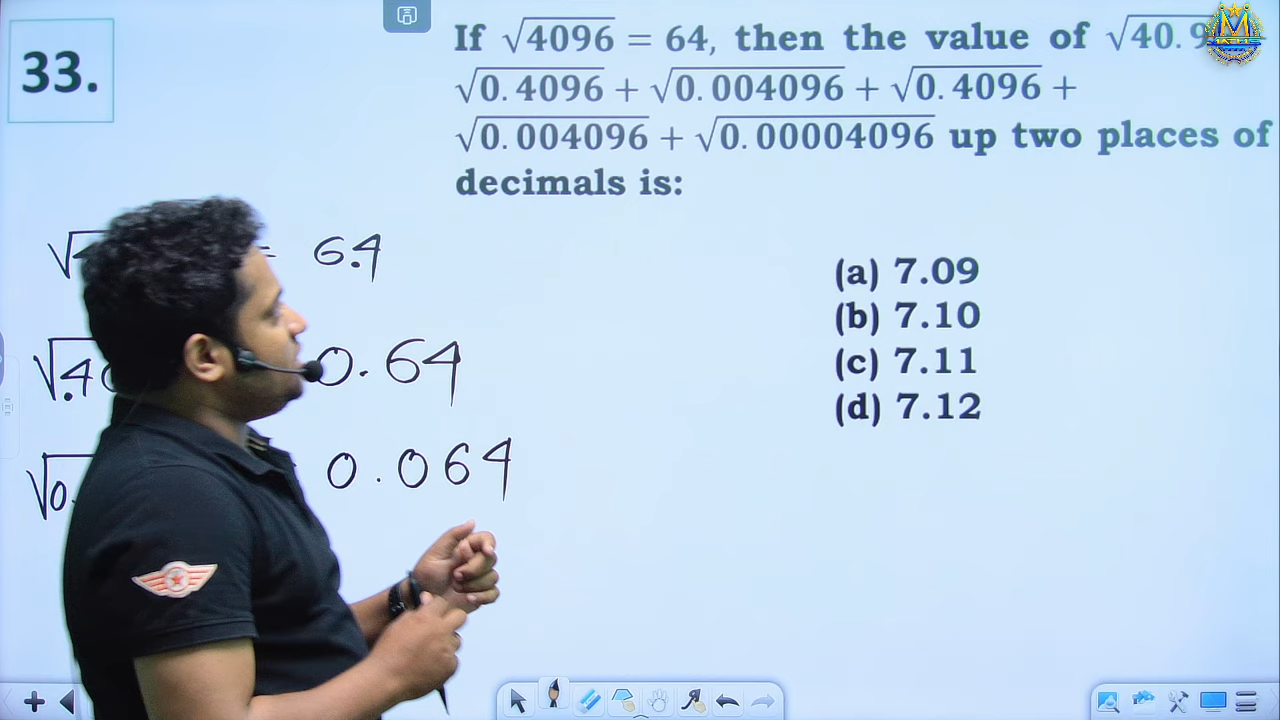 33.
If √4096 = 64, then the value of √40.9
√0.4096 + √0.004096 + √0.4096 +
√0.004096 + √0.00004096 up two places of
decimals is:
(a) 7.09
(b) 7.10
(c) 7.11
(d) 7.12
= 6.4
0.64
0.064